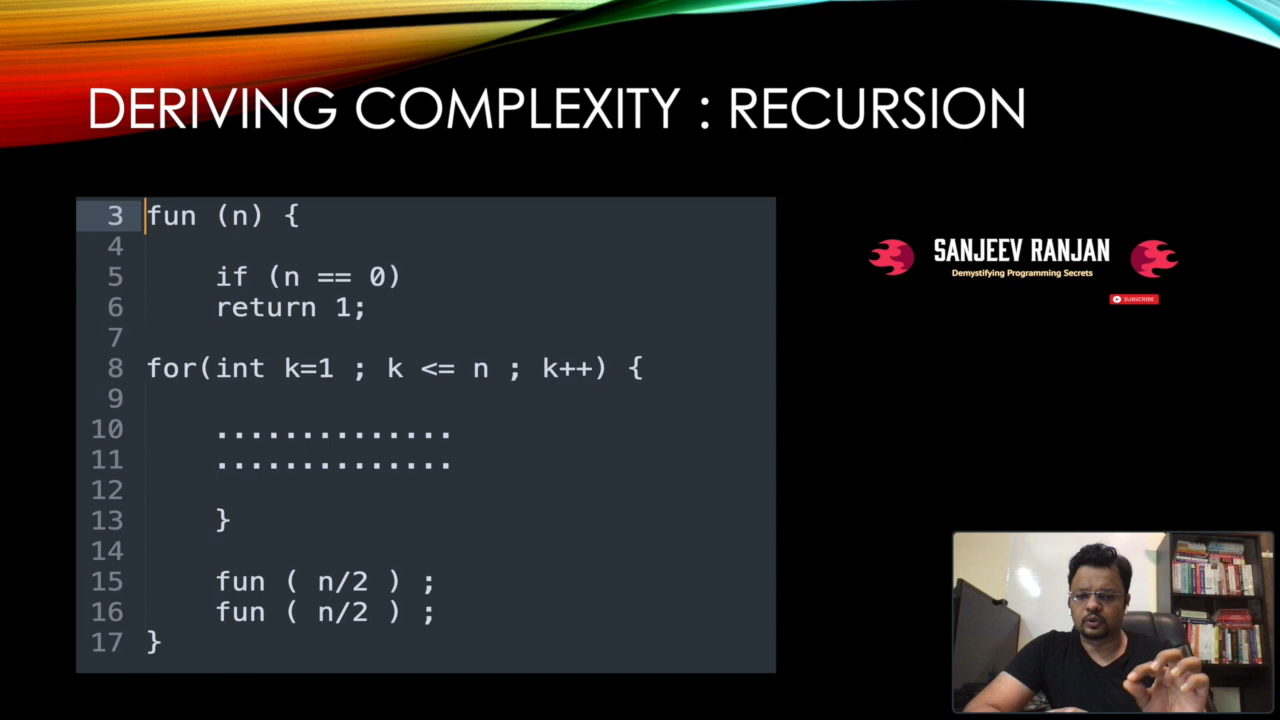 DERIVING COMPLEXITY : RECURSION
3 fun (n) {
4
5 if (n == 0)
6 return 1;
7
8 for(int k=1 ; k <= n ; k++) {
9
10 ..............
11 ..............
12
13 }
14
15 fun ( n/2 ) ;
16 fun ( n/2 ) ;
17 }
SANJEEV RANJAN
Demystifying Programming Secrets
SUBSCRIBE